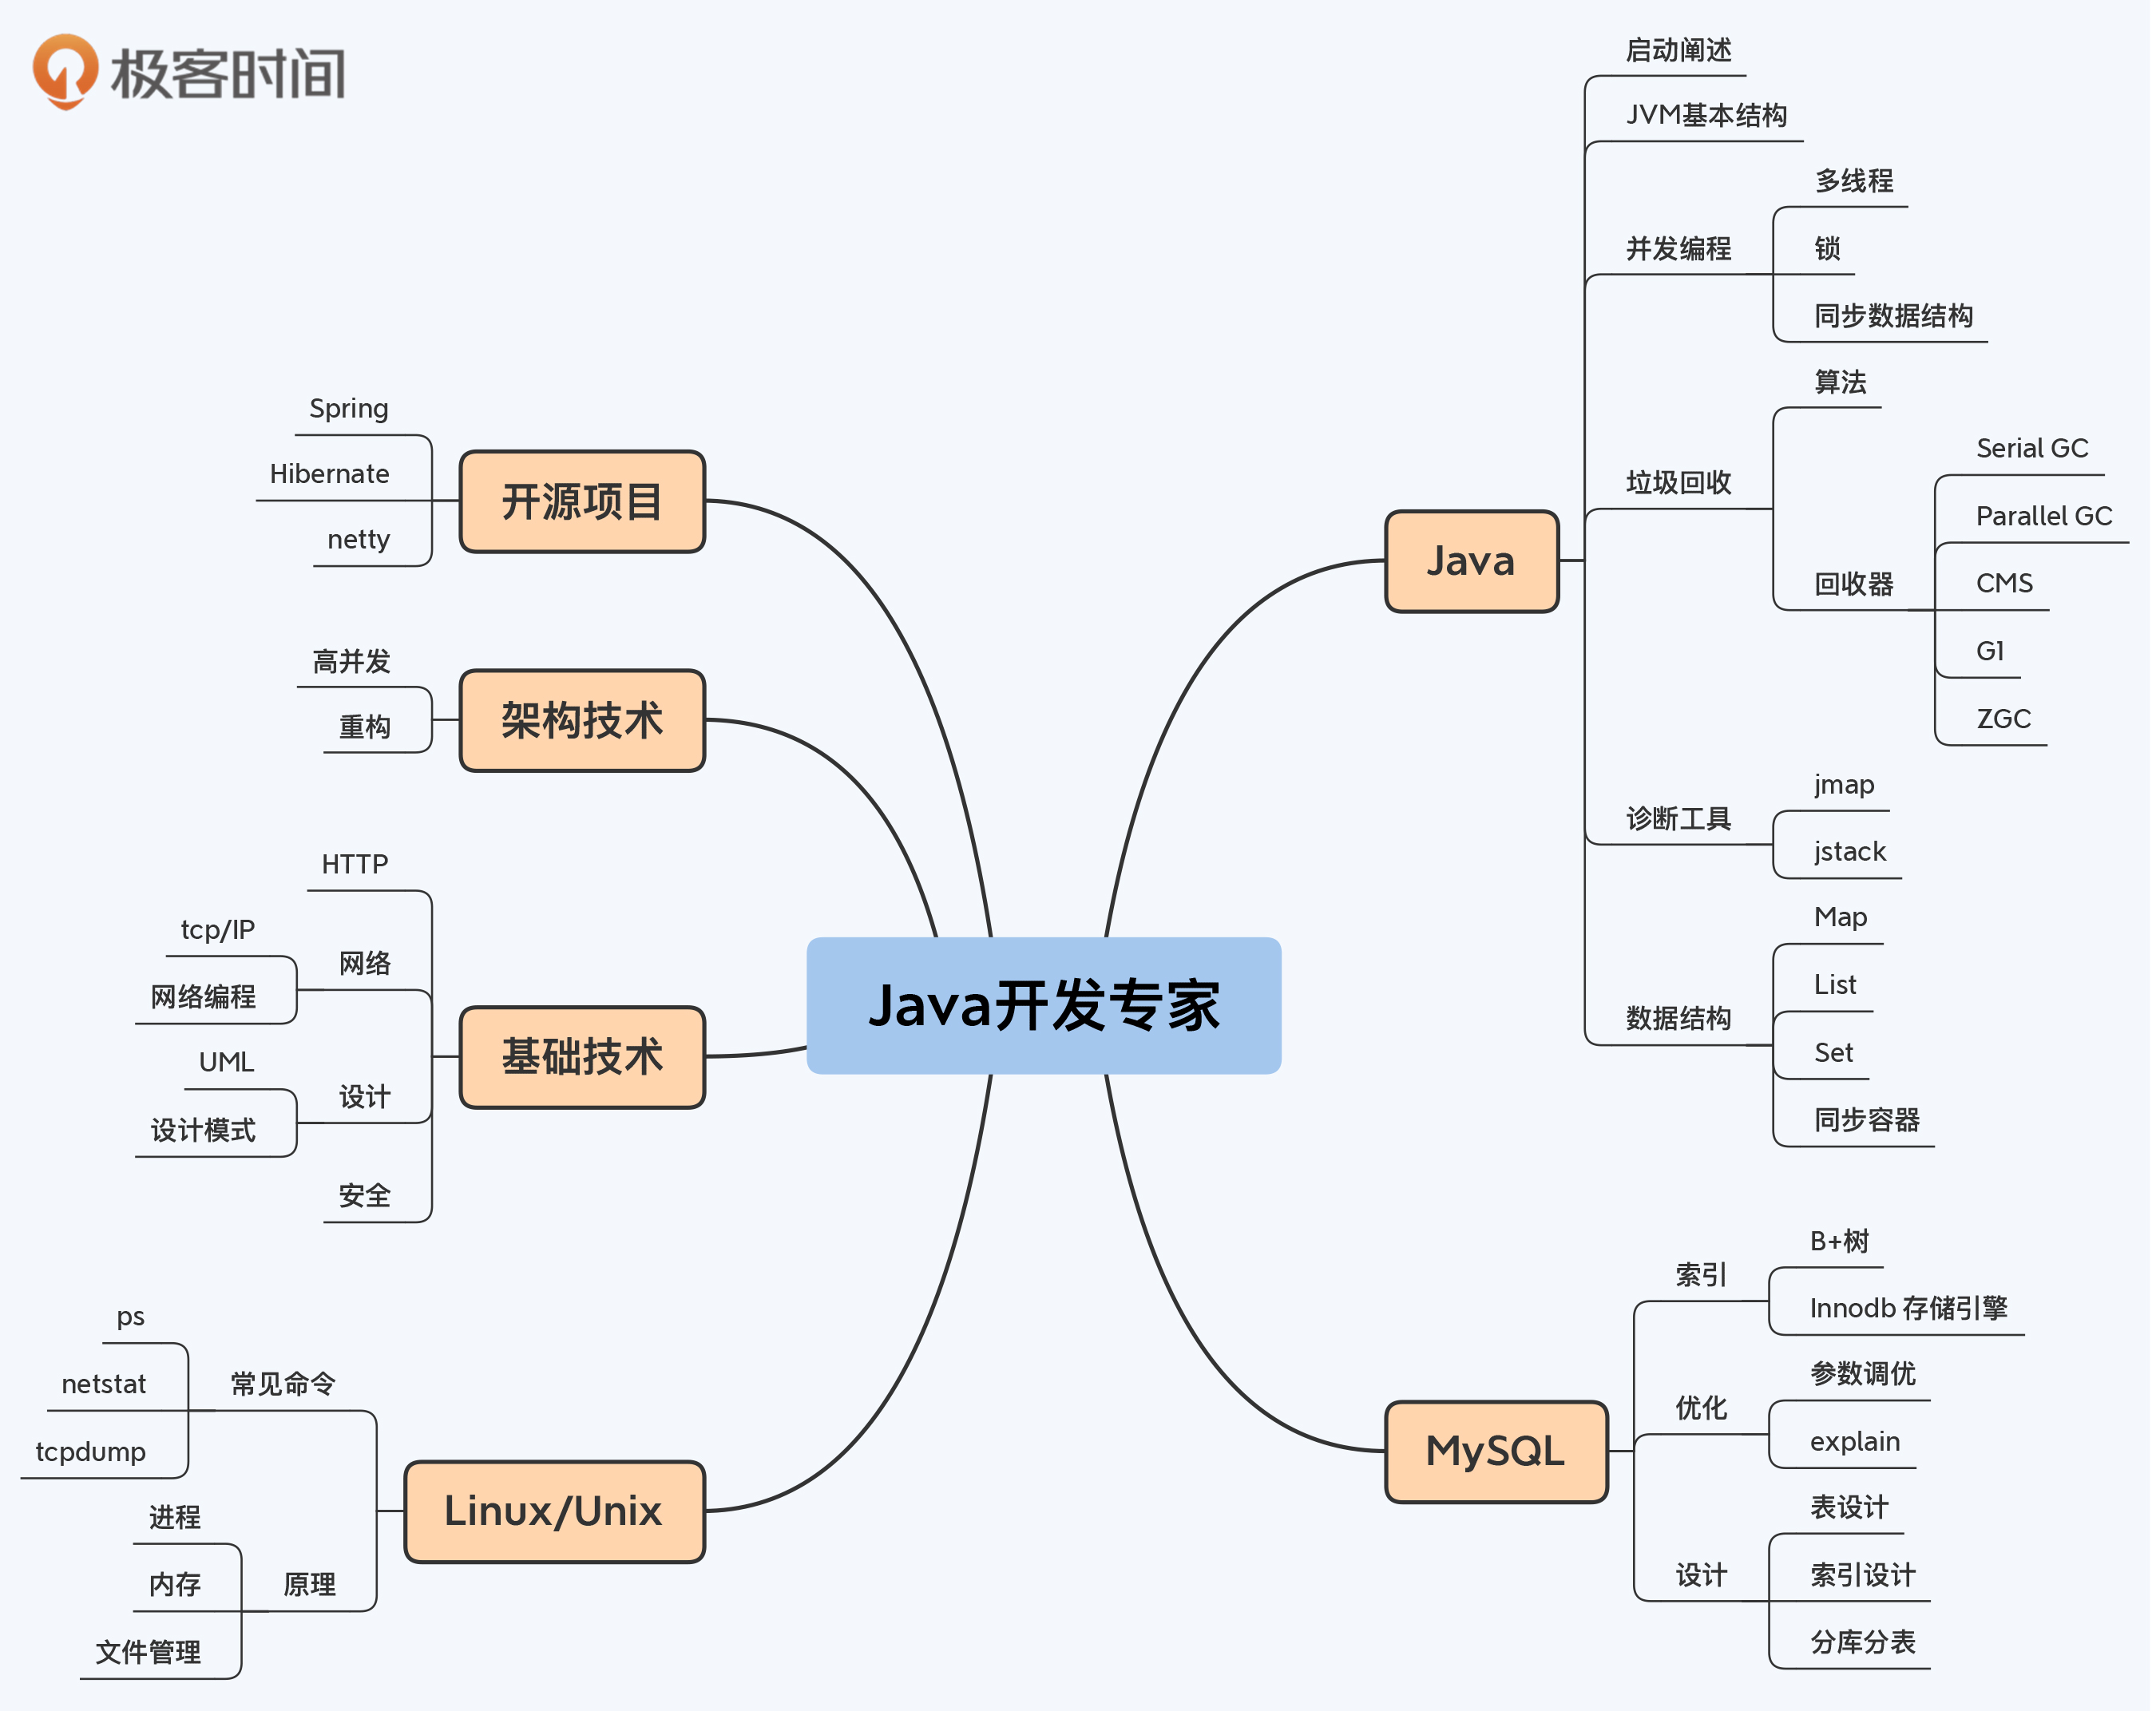 极客时间
Java开发专家
Java
启动阐述
JVM基本结构
并发编程
多线程
锁
同步数据结构
垃圾回收
算法
回收器
Serial GC
Parallel GC
CMS
G1
ZGC
诊断工具
jmap
jstack
数据结构
Map
List
Set
同步容器
MySQL
索引
B+树
Innodb 存储引擎
优化
参数调优
explain
设计
表设计
索引设计
分库分表
开源项目
Spring
Hibernate
netty
架构技术
高并发
重构
基础技术
HTTP
网络
tcp/IP
网络编程
设计
UML
设计模式
安全
Linux/Unix
常见命令
ps
netstat
tcpdump
原理
进程
内存
文件管理